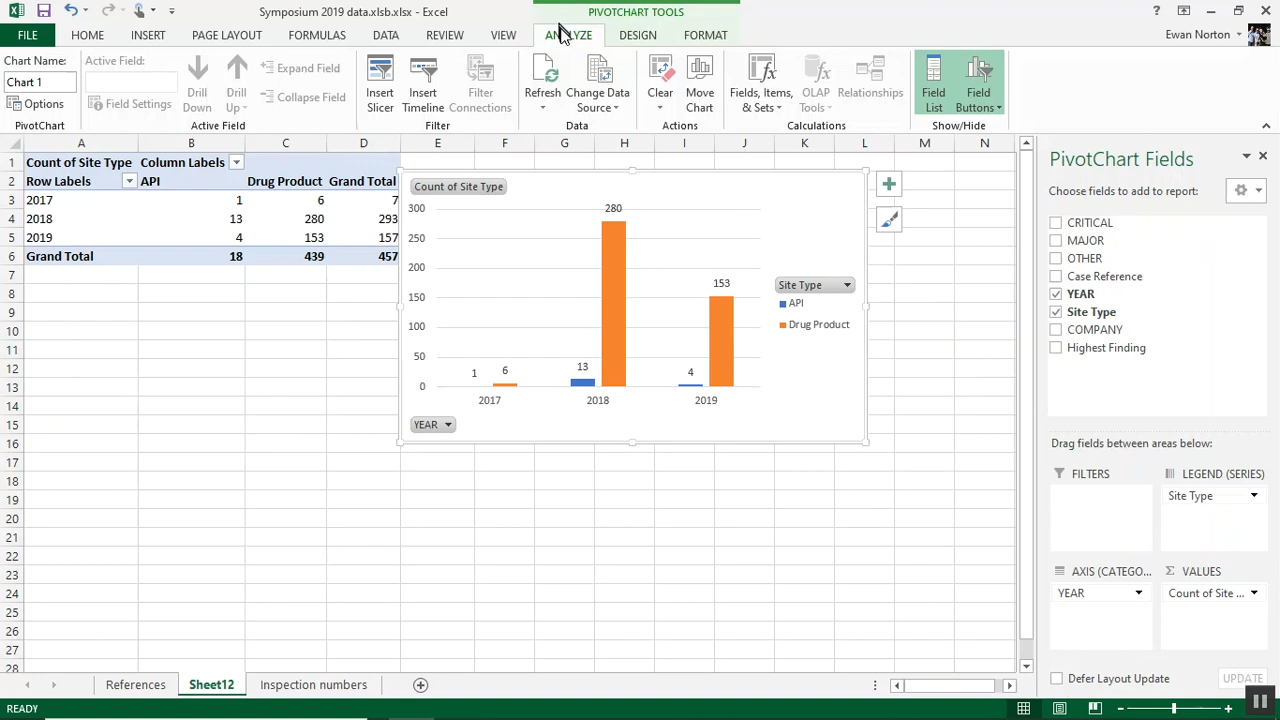 Symposium 2019 data.xlsb.xlsx - Excel
PIVOTCHART TOOLS
?
FILE HOME INSERT PAGE LAYOUT FORMULAS DATA REVIEW VIEW ANALYZE DESIGN FORMAT
Ewan Norton
Chart Name:
Chart 1
Options
PivotChart
Active Field:
Field Settings
Drill Down
Drill Up
Expand Field
Collapse Field
Active Field
Insert Slicer
Insert Timeline
Filter Connections
Filter
Refresh
Change Data Source
Data
Clear
Move Chart
Actions
Fields, Items, & Sets
OLAP Tools
Relationships
Calculations
Field List
Field Buttons
Show/Hide
A B C D E F G H I J K L M N
1 Count of Site Type Column Labels
2 Row Labels API Drug Product Grand Total
3 2017 1 6 7
4 2018 13 280 293
5 2019 4 153 157
6 Grand Total 18 439 457
7
8
9
10
11
12
13
14
15
16
17
18
19
20
21
22
23
24
25
26
27
28
Count of Site Type
300
250
200
150
100
50
0
1 6
13 280
4 153
2017 2018 2019
YEAR
Site Type
API
Drug Product
PivotChart Fields
Choose fields to add to report:
CRITICAL
MAJOR
OTHER
Case Reference
YEAR
Site Type
COMPANY
Highest Finding
Drag fields between areas below:
FILTERS
LEGEND (SERIES)
Site Type
AXIS (CATEGO...
YEAR
Σ VALUES
Count of Site ...
Defer Layout Update
UPDATE
References Sheet12 Inspection numbers
READY